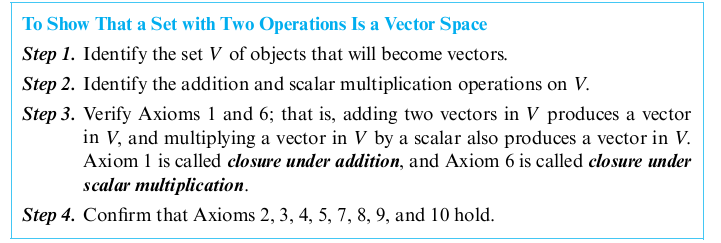 To Show That a Set with Two Operations Is a Vector Space
Step 1. Identify the set V of objects that will become vectors.
Step 2. Identify the addition and scalar multiplication operations on V.
Step 3. Verify Axioms 1 and 6; that is, adding two vectors in V produces a vector
in V, and multiplying a vector in V by a scalar also produces a vector in V.
Axiom 1 is called closure under addition, and Axiom 6 is called closure under
scalar multiplication.
Step 4. Confirm that Axioms 2, 3, 4, 5, 7, 8, 9, and 10 hold.